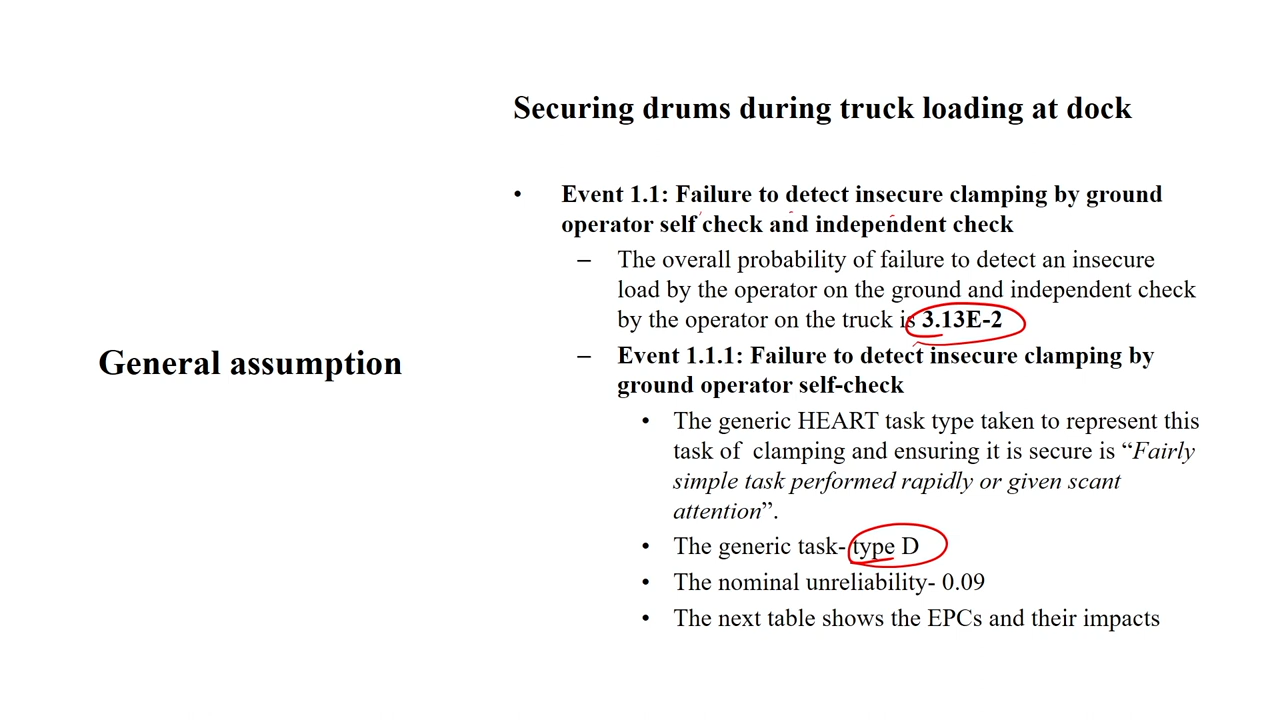 Securing drums during truck loading at dock
General assumption
• Event 1.1: Failure to detect insecure clamping by ground
operator self check and independent check
– The overall probability of failure to detect an insecure
load by the operator on the ground and independent check
by the operator on the truck is 3.13E-2
– Event 1.1.1: Failure to detect insecure clamping by
ground operator self-check
• The generic HEART task type taken to represent this
task of clamping and ensuring it is secure is “Fairly
simple task performed rapidly or given scant
attention”.
• The generic task- type D
• The nominal unreliability- 0.09
• The next table shows the EPCs and their impacts